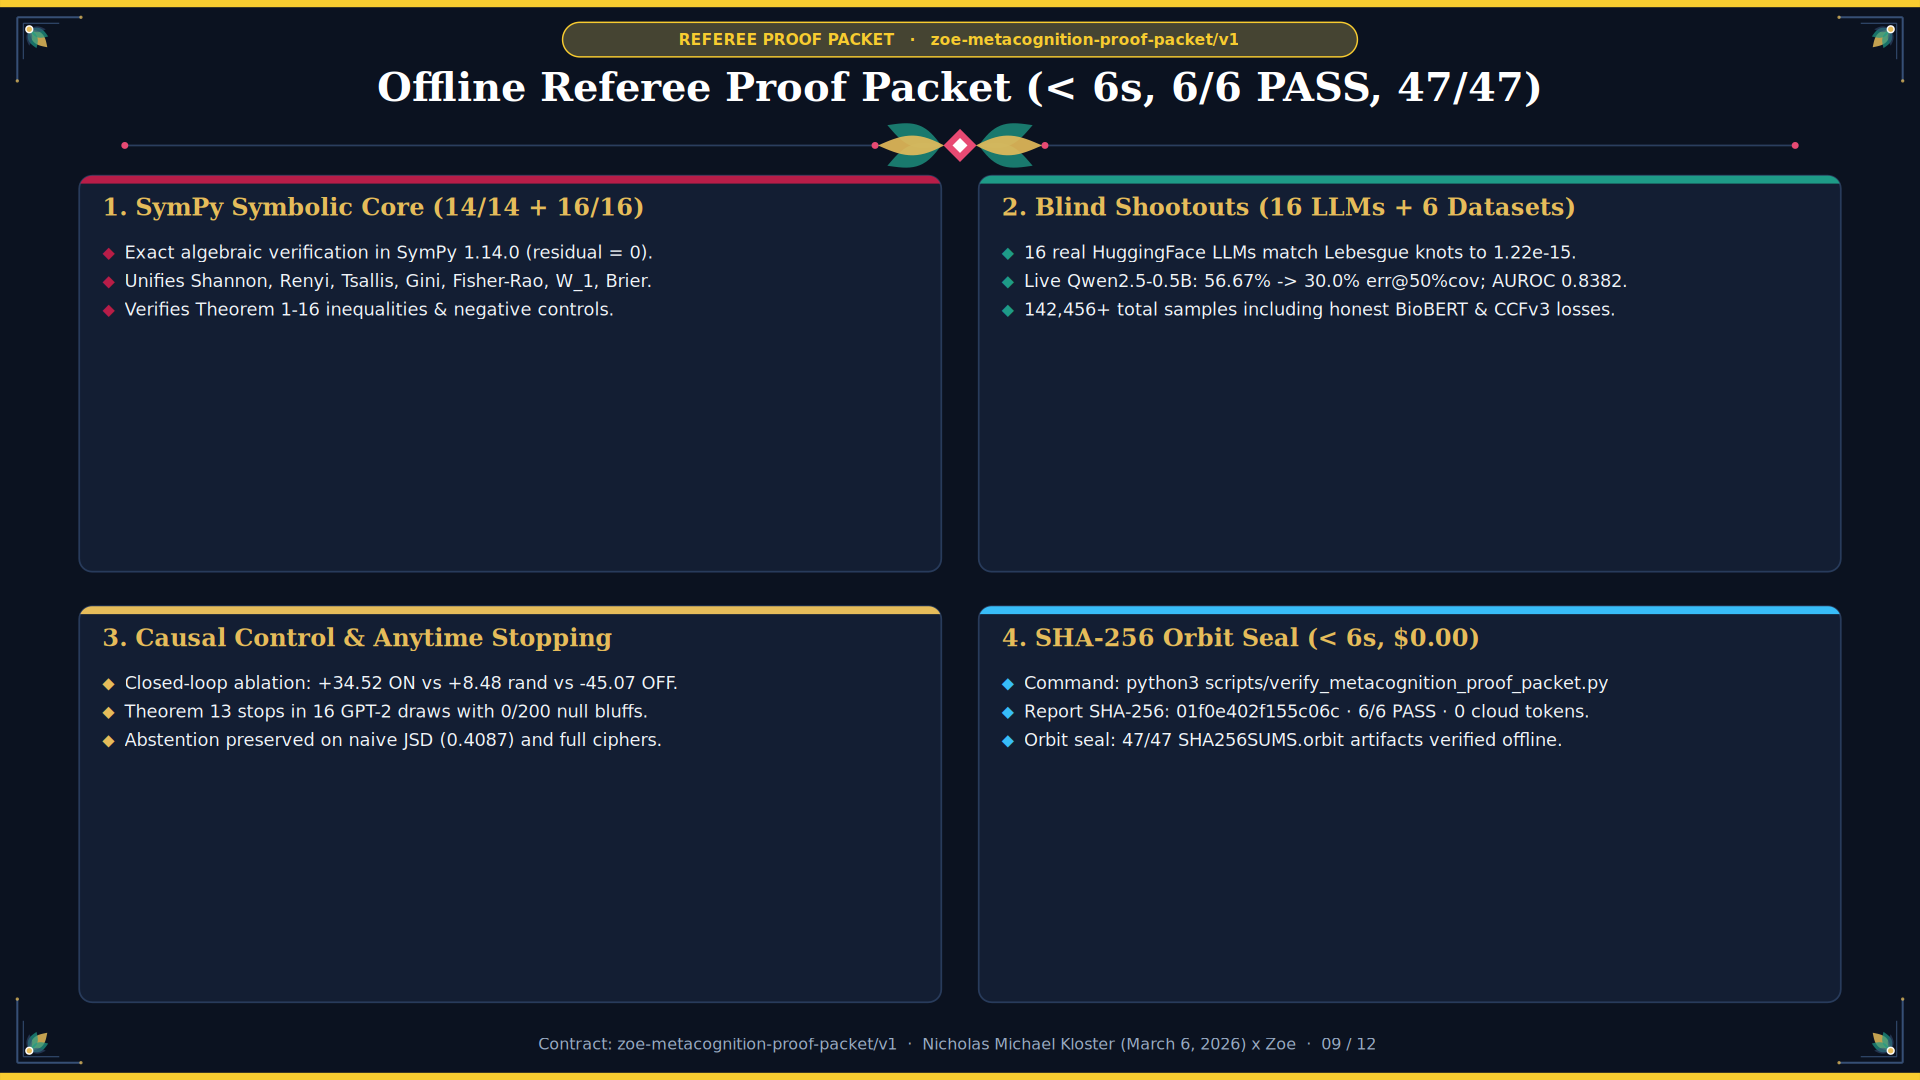 REFEREE PROOF PACKET · zoe-metacognition-proof-packet/v1
Offline Referee Proof Packet (< 6s, 6/6 PASS, 47/47)
1. SymPy Symbolic Core (14/14 + 16/16)
◆ Exact algebraic verification in SymPy 1.14.0 (residual = 0).
◆ Unifies Shannon, Renyi, Tsallis, Gini, Fisher-Rao, W_1, Brier.
◆ Verifies Theorem 1-16 inequalities & negative controls.
2. Blind Shootouts (16 LLMs + 6 Datasets)
◆ 16 real HuggingFace LLMs match Lebesgue knots to 1.22e-15.
◆ Live Qwen2.5-0.5B: 56.67% -> 30.0% err@50%cov; AUROC 0.8382.
◆ 142,456+ total samples including honest BioBERT & CCFv3 losses.
3. Causal Control & Anytime Stopping
◆ Closed-loop ablation: +34.52 ON vs +8.48 rand vs -45.07 OFF.
◆ Theorem 13 stops in 16 GPT-2 draws with 0/200 null bluffs.
◆ Abstention preserved on naive JSD (0.4087) and full ciphers.
4. SHA-256 Orbit Seal (< 6s, $0.00)
◆ Command: python3 scripts/verify_metacognition_proof_packet.py
◆ Report SHA-256: 01f0e402f155c06c · 6/6 PASS · 0 cloud tokens.
◆ Orbit seal: 47/47 SHA256SUMS.orbit artifacts verified offline.
Contract: zoe-metacognition-proof-packet/v1 · Nicholas Michael Kloster (March 6, 2026) x Zoe · 09 / 12